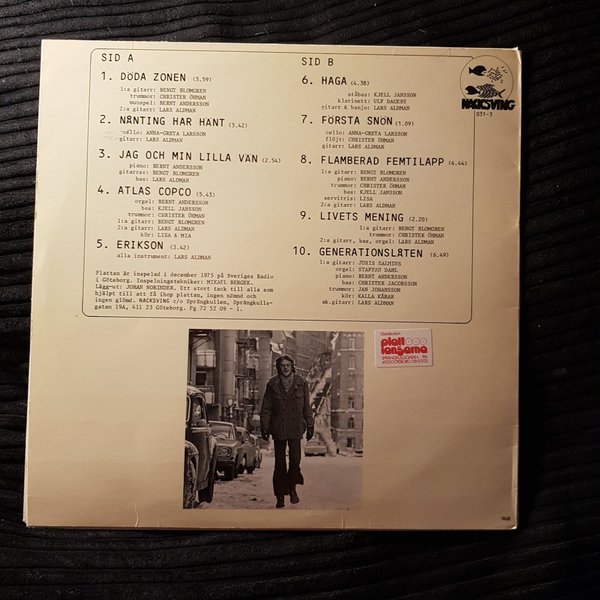 SID A
1. DÖDA ZONEN (3,59)
1:a gitarr: BENGT BLOMGREN
trummor: CHRISTER ÖHMAN
munspel: BERNT ANDERSSON
2:a gitarr: LARS ALDMAN
2. NÅNTING HAR HÄNT (3,42)
cello: ANNA-GRETA LARSSON
gitarr: LARS ALDMAN
3. JAG OCH MIN LILLA VÄN (2,54)
piano: BERNT ANDERSSON
gitarrer: BENGT BLOMGREN
bas: LARS ALDMAN
4. ATLAS COPCO (5,43)
orgel: BERNT ANDERSSON
bas: KJELL JANSSON
trummor: CHRISTER ÖHMAN
1:a gitarr: BENGT BLOMGREN
2:a gitarr: LARS ALDMAN
kör: LISA & MIA
5. ERIKSON (3,42)
alla instrument: LARS ALDMAN
Plattan är inspelad i december 1975 på Sveriges Radio
i Göteborg. Inspelningstekniker: MIKAEL BERGEK.
Lägg-ut: JOHAN NORINDER. Ett stort tack till alla som
hjälpt till att få ihop plattan, ingen nämnd och
ingen glömd. NACKSVING c/o Sprängkullen, Sprängkulls-
gatan 19A, 411 23 Göteborg. Pg 72 52 09 - 1.
SID B
6. HAGA (4,38)
ståbas: KJELL JANSSON
klarinett: ULF DAGEBY
gitarr & banjo: LARS ALDMAN
7. FÖRSTA SNÖN (1,09)
cello: ANNA-GRETA LARSSON
flöjt: CHRISTER ÖHMAN
gitarr: LARS ALDMAN
8. FLAMBERAD FEMTILAPP (4,44)
1:a gitarr: BENGT BLOMGREN
piano: BERNT ANDERSSON
trummor: CHRISTER ÖHMAN
bas: KJELL JANSSON
servitris: LISA
2:a gitarr: LARS ALDMAN
9. LIVETS MENING (2,20)
1:a gitarr: BENGT BLOMGREN
trummor: CHRISTER ÖHMAN
2:a gitarr, bas, orgel: LARS ALDMAN
10. GENERATIONSLÅTEN (6,49)
1:a gitarr: JURIS SALMINS
orgel: STAFFAN DAHL
piano: BERNT ANDERSSON
bas: CHRISTER JACOBSSON
trummor: JAN JOHANSSON
kör: KALLA KÅRAR
ak.gitarr: LARS ALDMAN
NACKSVING
031-3
Distribution:
platt
langarna